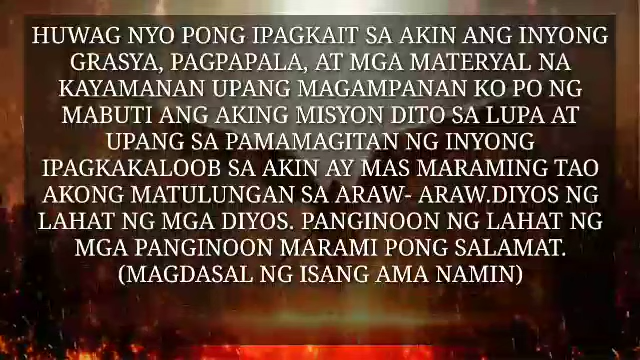 HUWAG NYO PONG IPAGKAIT SA AKIN ANG INYONG
GRASYA, PAGPAPALA, AT MGA MATERYAL NA
KAYAMANAN UPANG MAGAMPANAN KO PO NG
MABUTI ANG AKING MISYON DITO SA LUPA AT
UPANG SA PAMAMAGITAN NG INYONG
IPAGKAKALOOB SA AKIN AY MAS MARAMING TAO
AKONG MATULUNGAN SA ARAW- ARAW.DIYOS NG
LAHAT NG MGA DIYOS. PANGINOON NG LAHAT NG
MGA PANGINOON MARAMI PONG SALAMAT.
(MAGDASAL NG ISANG AMA NAMIN)